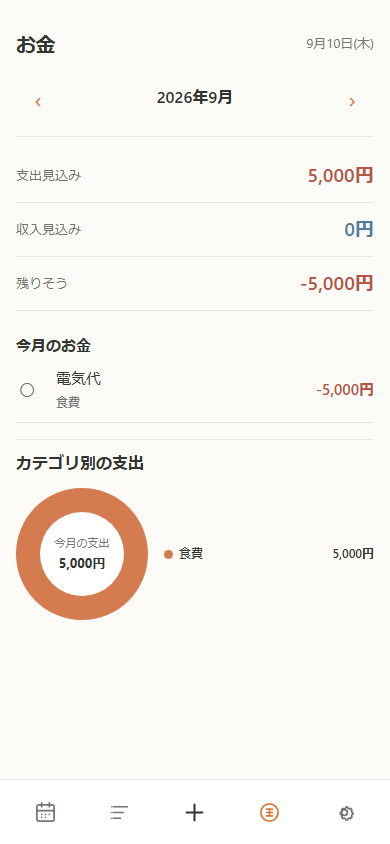 お金
9月10日(木)
‹ 2026年9月 ›
支出見込み 5,000円
収入見込み 0円
残りそう -5,000円
今月のお金
電気代
食費
-5,000円
カテゴリ別の支出
今月の支出
5,000円
食費 5,000円